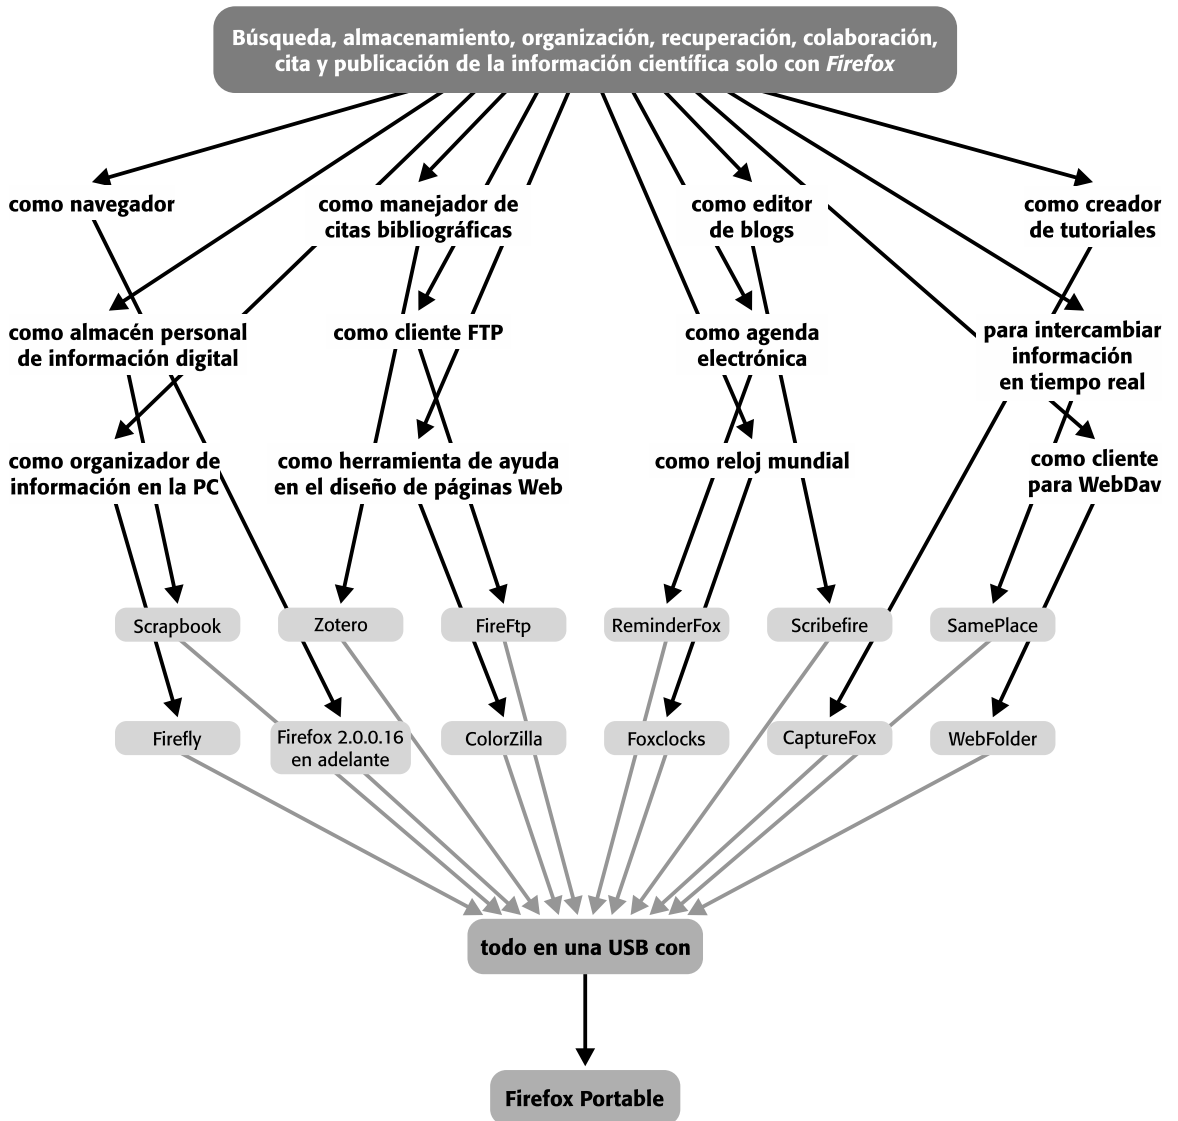 Búsqueda, almacenamiento, organización, recuperación, colaboración,
cita y publicación de la información científica solo con Firefox
como navegador
como manejador de
citas bibliográficas
como editor
de blogs
como creador
de tutoriales
como almacén personal
de información digital
como cliente FTP
como agenda
electrónica
para intercambiar
información
en tiempo real
como organizador de
información en la PC
como herramienta de ayuda
en el diseño de páginas Web
como reloj mundial
como cliente
para WebDav
Scrapbook
Zotero
FireFtp
ReminderFox
Scribefire
SamePlace
Firefly
Firefox 2.0.0.16
en adelante
ColorZilla
Foxclocks
CaptureFox
WebFolder
todo en una USB con
Firefox Portable